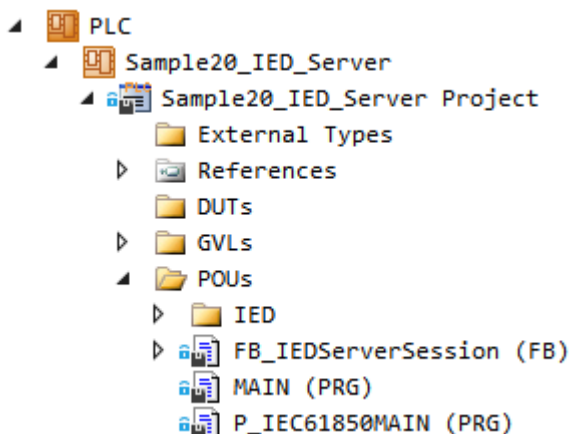 PLC
Sample20_IED_Server
Sample20_IED_Server Project
External Types
References
DUTs
GVLs
POUs
IED
FB_IEDServerSession (FB)
MAIN (PRG)
P_IEC61850MAIN (PRG)